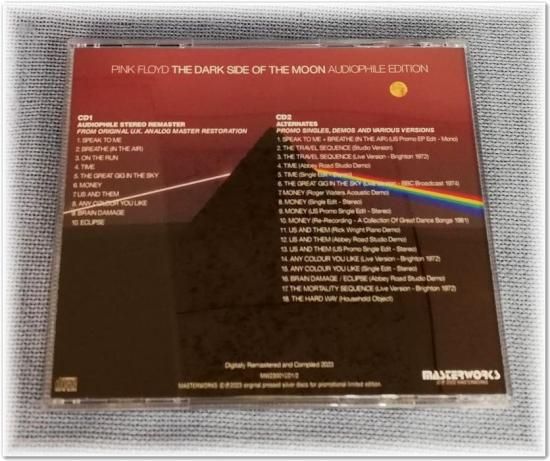 PINK FLOYD THE DARK SIDE OF THE MOON AUDIOPHILE EDITION
CD1
AUDIOPHILE STEREO REMASTER
FROM ORIGINAL U.K. ANALOG MASTER RESTORATION
1. SPEAK TO ME
2. BREATHE (IN THE AIR)
3. ON THE RUN
4. TIME
5. THE GREAT GIG IN THE SKY
6. MONEY
7. US AND THEM
8. ANY COLOUR YOU LIKE
9. BRAIN DAMAGE
10. ECLIPSE
CD2
ALTERNATES
PROMO SINGLES, DEMOS AND VARIOUS VERSIONS
1. SPEAK TO ME + BREATHE (IN THE AIR) (US Promo EP Edit - Mono)
2. THE TRAVEL SEQUENCE (Studio Version)
3. THE TRAVEL SEQUENCE (Live Version - Brighton 1972)
4. TIME (Abbey Road Studio Demo)
5. TIME (Single Edit - Stereo)
6. THE GREAT GIG IN THE SKY (Live - BBC Broadcast 1974)
7. MONEY (Roger Waters Acoustic Demo)
8. MONEY (Single Edit - Stereo)
9. MONEY (US Promo Single Edit - Stereo)
10. MONEY (Re-Recording - A Collection Of Great Dance Songs 1981)
11. US AND THEM (Rick Wright Piano Demo)
12. US AND THEM (Abbey Road Studio Demo)
13. US AND THEM (US Promo Single Edit - Stereo)
14. ANY COLOUR YOU LIKE (Live Version - Brighton 1972)
15. ANY COLOUR YOU LIKE (Single Edit - Stereo)
16. BRAIN DAMAGE / ECLIPSE (Abbey Road Studio Demo)
17. THE MORTALITY SEQUENCE (Live Version - Brighton 1972)
18. THE HARD WAY (Household Object)
Digitally Remastered and Compiled 2023
MASTERWORKS © ℗ 2023 original pressed silver discs for promotional limited edition.
MASTERWORKS